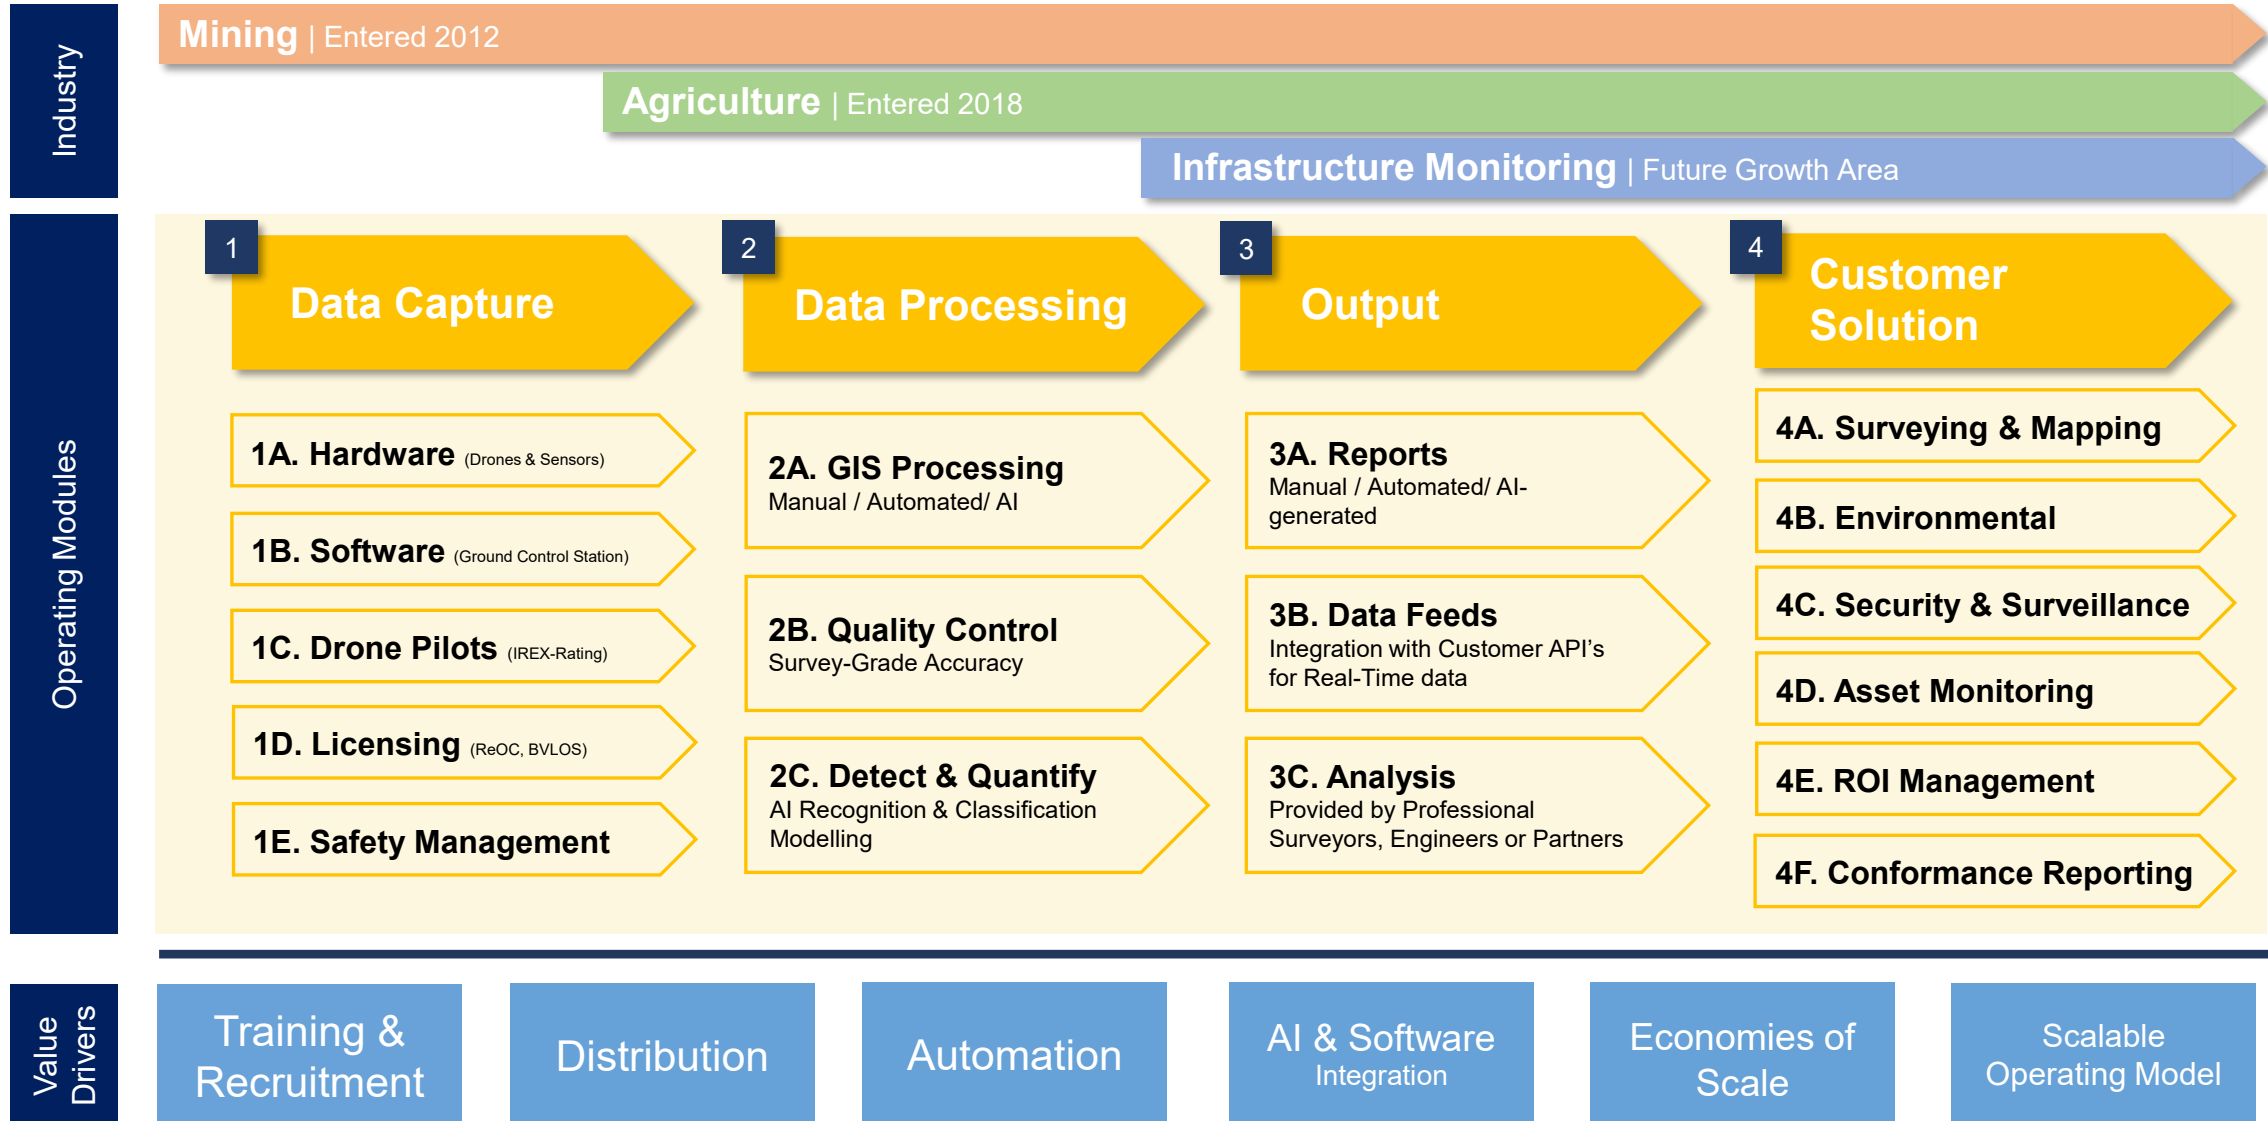 Industry
Mining | Entered 2012
Agriculture | Entered 2018
Infrastructure Monitoring | Future Growth Area
Operating Modules
1
Data Capture
1A. Hardware (Drones & Sensors)
1B. Software (Ground Control Station)
1C. Drone Pilots (IREX-Rating)
1D. Licensing (ReOC, BVLOS)
1E. Safety Management
2
Data Processing
2A. GIS Processing
Manual / Automated/ AI
2B. Quality Control
Survey-Grade Accuracy
2C. Detect & Quantify
AI Recognition & Classification
Modelling
3
Output
3A. Reports
Manual / Automated/ AI-
generated
3B. Data Feeds
Integration with Customer API's
for Real-Time data
3C. Analysis
Provided by Professional
Surveyors, Engineers or Partners
4
Customer
Solution
4A. Surveying & Mapping
4B. Environmental
4C. Security & Surveillance
4D. Asset Monitoring
4E. ROI Management
4F. Conformance Reporting
Value
Drivers
Training &
Recruitment
Distribution
Automation
AI & Software
Integration
Economies of
Scale
Scalable
Operating Model